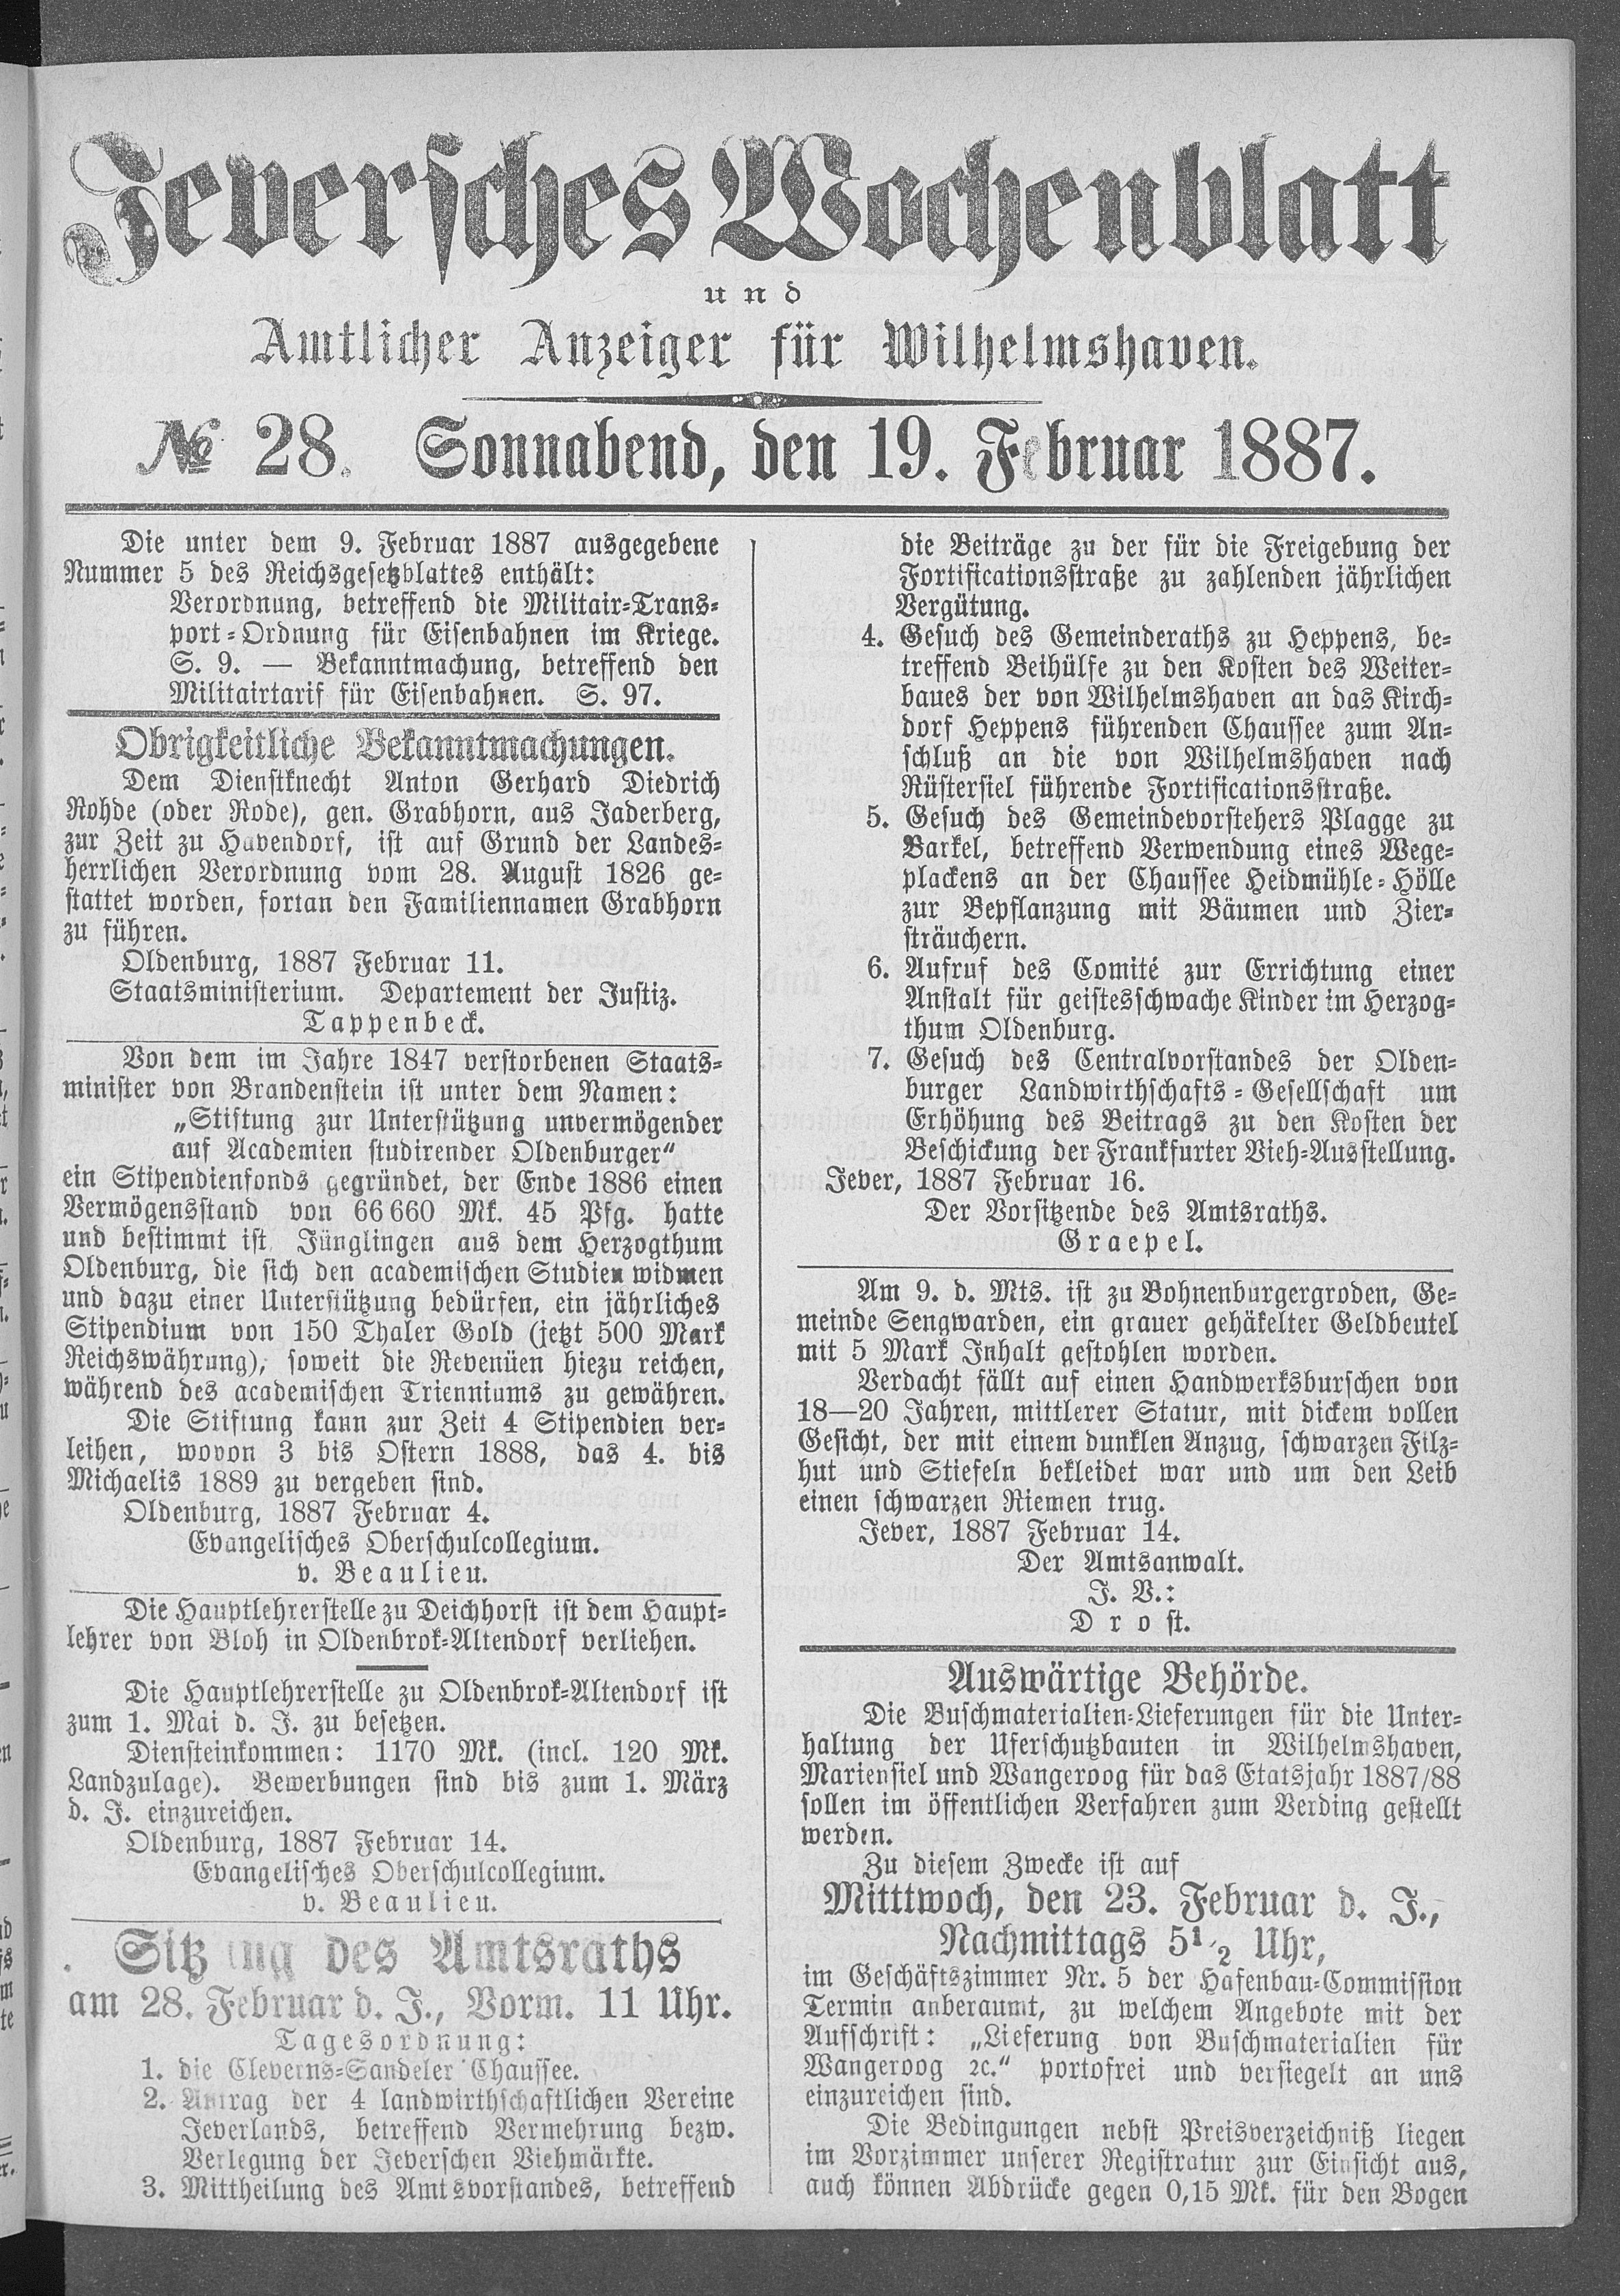 Jeversches Wochenblatt
und
Amtlicher Anzeiger für Wilhelmshaven.
№ 28. Sonnabend, den 19. Februar 1887.
Die unter dem 9. Februar 1887 ausgegebene
Nummer 5 des Reichsgesetzblattes enthält:
Verordnung, betreffend die Militair-Trans-
port-Ordnung für Eisenbahnen im Kriege.
S. 9. — Bekanntmachung, betreffend den
Militairtarif für Eisenbahnen. S. 97.
Obrigkeitliche Bekanntmachungen.
Dem Dienstknecht Anton Gerhard Diedrich
Rohde (oder Rode), gen. Grabhorn, aus Jaderberg,
zur Zeit zu Havendorf, ist auf Grund der Landes-
herrlichen Verordnung vom 28. August 1826 ge-
stattet worden, fortan den Familiennamen Grabhorn
zu führen.
Oldenburg, 1887 Februar 11.
Staatsministerium. Departement der Justiz.
Tappenbeck.
Von dem im Jahre 1847 verstorbenen Staats-
minister von Brandenstein ist unter dem Namen:
„Stiftung zur Unterstützung unvermögender
auf Academien studirender Oldenburger“
ein Stipendienfonds gegründet, der Ende 1886 einen
Vermögensstand von 66 660 Mk. 45 Pfg. hatte
und bestimmt ist Jünglingen aus dem Herzogthum
Oldenburg, die sich den academischen Studien widmen
und dazu einer Unterstützung bedürfen, ein jährliches
Stipendium von 150 Thaler Gold (jetzt 500 Mark
Reichswährung), soweit die Revenüen hiezu reichen,
während des academischen Trienniums zu gewähren.
Die Stiftung kann zur Zeit 4 Stipendien ver-
leihen, wovon 3 bis Ostern 1888, das 4. bis
Michaelis 1889 zu vergeben sind.
Oldenburg, 1887 Februar 4.
Evangelisches Oberschulcollegium.
v. Beaulieu.
Die Hauptlehrerstelle zu Deichhorst ist dem Haupt-
lehrer von Bloh in Oldenbrok-Altendorf verliehen.
Die Hauptlehrerstelle zu Oldenbrok-Altendorf ist
zum 1. Mai d. J. zu besetzen.
Diensteinkommen: 1170 Mk. (incl. 120 Mk.
Landzulage). Bewerbungen sind bis zum 1. März
d. J. einzureichen.
Oldenburg, 1887 Februar 14.
Evangelisches Oberschulcollegium.
v. Beaulieu.
Sitzung des Amtsraths
am 28. Februar d. J., Vorm. 11 Uhr.
Tagesordnung:
1. die Cleverns-Sandeler Chaussee.
2. Antrag der 4 landwirthschaftlichen Vereine
Jeverlands, betreffend Vermehrung bezw.
Verlegung der Jeverschen Viehmärkte.
3. Mittheilung des Amtsvorstandes, betreffend
die Beiträge zu der für die Freigebung der
Fortificationsstraße zu zahlenden jährlichen
Vergütung.
4. Gesuch des Gemeinderaths zu Heppens, be-
treffend Beihülfe zu den Kosten des Weiter-
baues der von Wilhelmshaven an das Kirch-
dorf Heppens führenden Chaussee zum An-
schluß an die von Wilhelmshaven nach
Rüstersiel führende Fortificationsstraße.
5. Gesuch des Gemeindevorstehers Plagge zu
Barkel, betreffend Verwendung eines Wege-
plackens an der Chaussee Heidmühle-Hölle
zur Bepflanzung mit Bäumen und Zier-
sträuchern.
6. Aufruf des Comité zur Errichtung einer
Anstalt für geistesschwache Kinder im Herzog-
thum Oldenburg.
7. Gesuch des Centralvorstandes der Olden-
burger Landwirthschafts-Gesellschaft um
Erhöhung des Beitrags zu den Kosten der
Beschickung der Frankfurter Vieh-Ausstellung.
Jever, 1887 Februar 16.
Der Vorsitzende des Amtsraths.
Graepel.
Am 9. d. Mts. ist zu Bohnenburgergroden, Ge-
meinde Sengwarden, ein grauer gehäkelter Geldbeutel
mit 5 Mark Inhalt gestohlen worden.
Verdacht fällt auf einen Handwerksburschen von
18—20 Jahren, mittlerer Statur, mit dickem vollen
Gesicht, der mit einem dunklen Anzug, schwarzen Filz-
hut und Stiefeln bekleidet war und um den Leib
einen schwarzen Riemen trug.
Jever, 1887 Februar 14.
Der Amtsanwalt.
J. V.:
Drost.
Auswärtige Behörde.
Die Buschmaterialien-Lieferungen für die Unter-
haltung der Uferschutzbauten in Wilhelmshaven,
Mariensiel und Wangeroog für das Etatsjahr 1887/88
sollen im öffentlichen Verfahren zum Verding gestellt
werden.
Zu diesem Zwecke ist auf
Mitttwoch, den 23. Februar d. J.,
Nachmittags 5 1/2 Uhr,
im Geschäftszimmer Nr. 5 der Hafenbau-Commission
Termin anberaumt, zu welchem Angebote mit der
Aufschrift: „Lieferung von Buschmaterialien für
Wangeroog ꝛc.“ portofrei und versiegelt an uns
einzureichen sind.
Die Bedingungen nebst Preisverzeichniß liegen
im Vorzimmer unserer Registratur zur Einsicht aus,
auch können Abdrücke gegen 0,15 Mk. für den Bogen